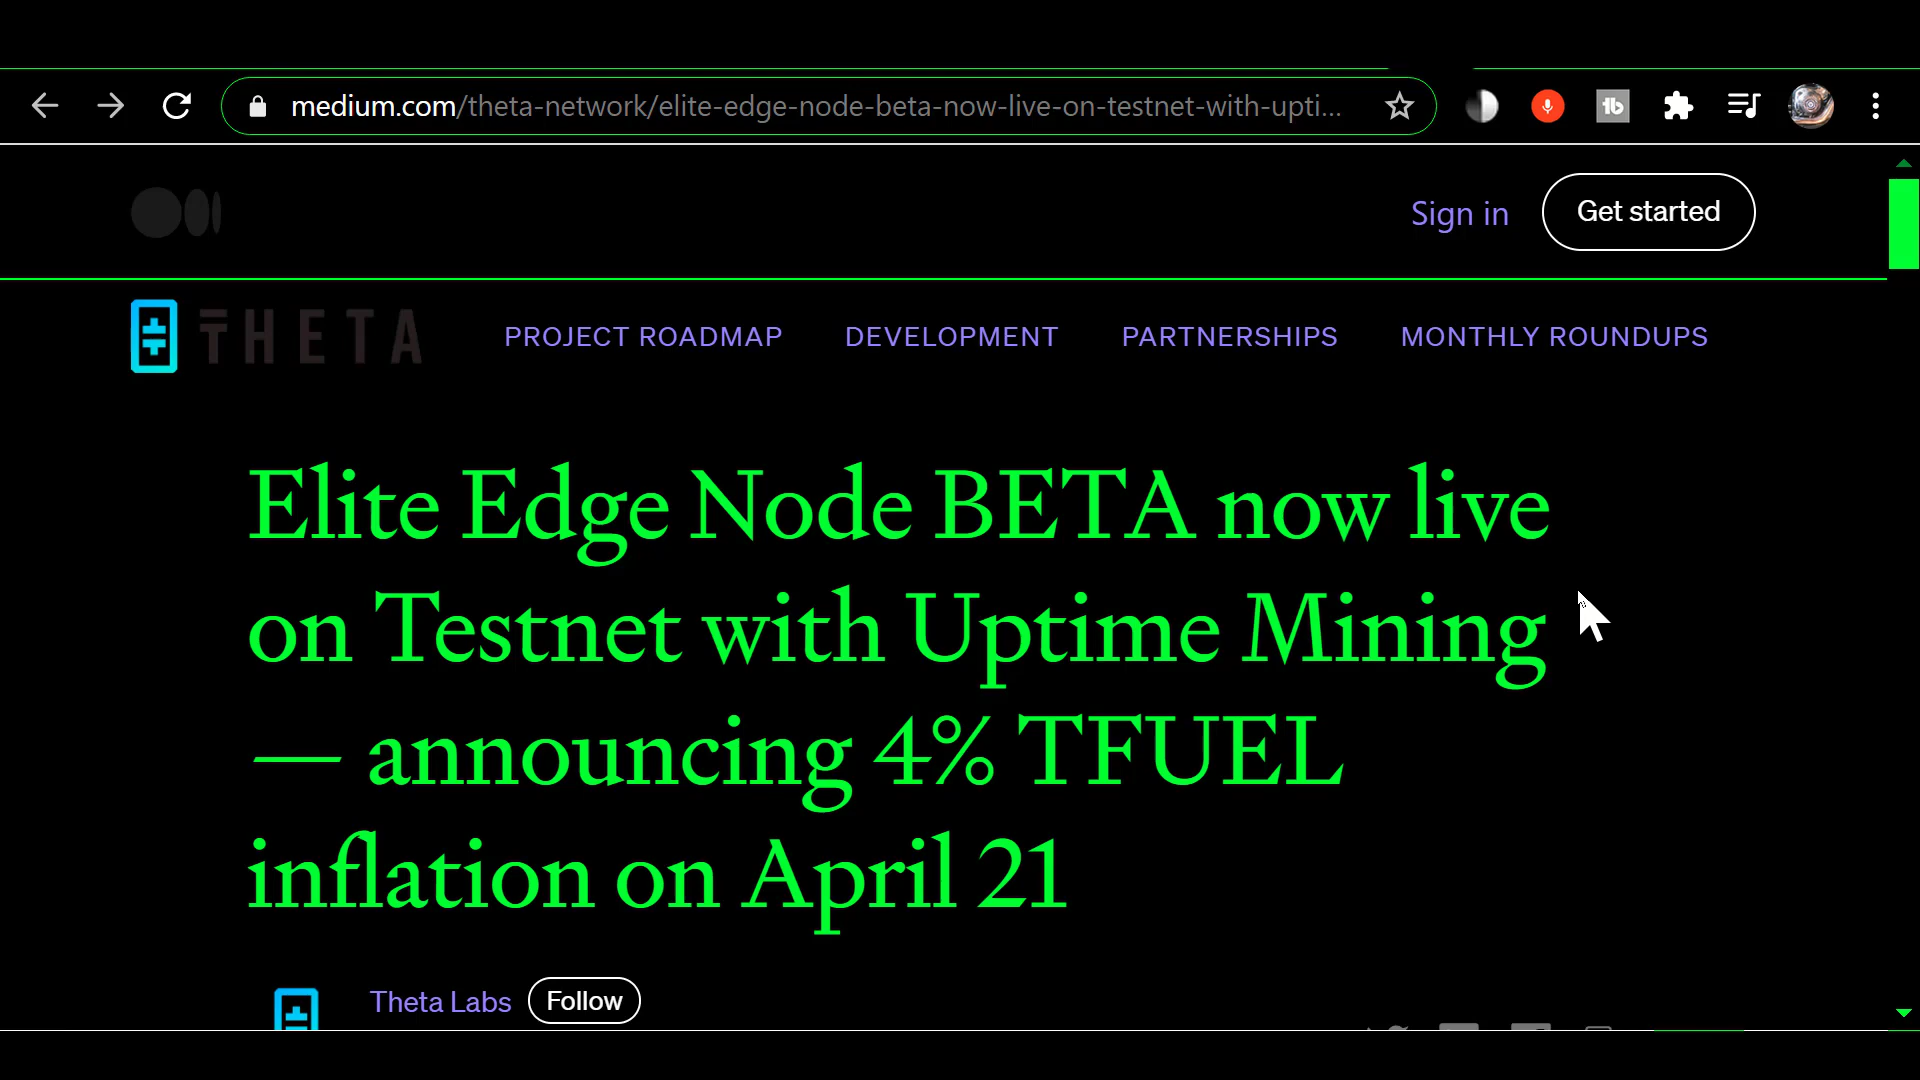 medium.com/theta-network/elite-edge-node-beta-now-live-on-testnet-with-upti...
tb
Sign in
Get started
THETA
PROJECT ROADMAP
DEVELOPMENT
PARTNERSHIPS
MONTHLY ROUNDUPS
Elite Edge Node BETA now live
on Testnet with Uptime Mining
— announcing 4% TFUEL
inflation on April 21
Theta Labs
Follow